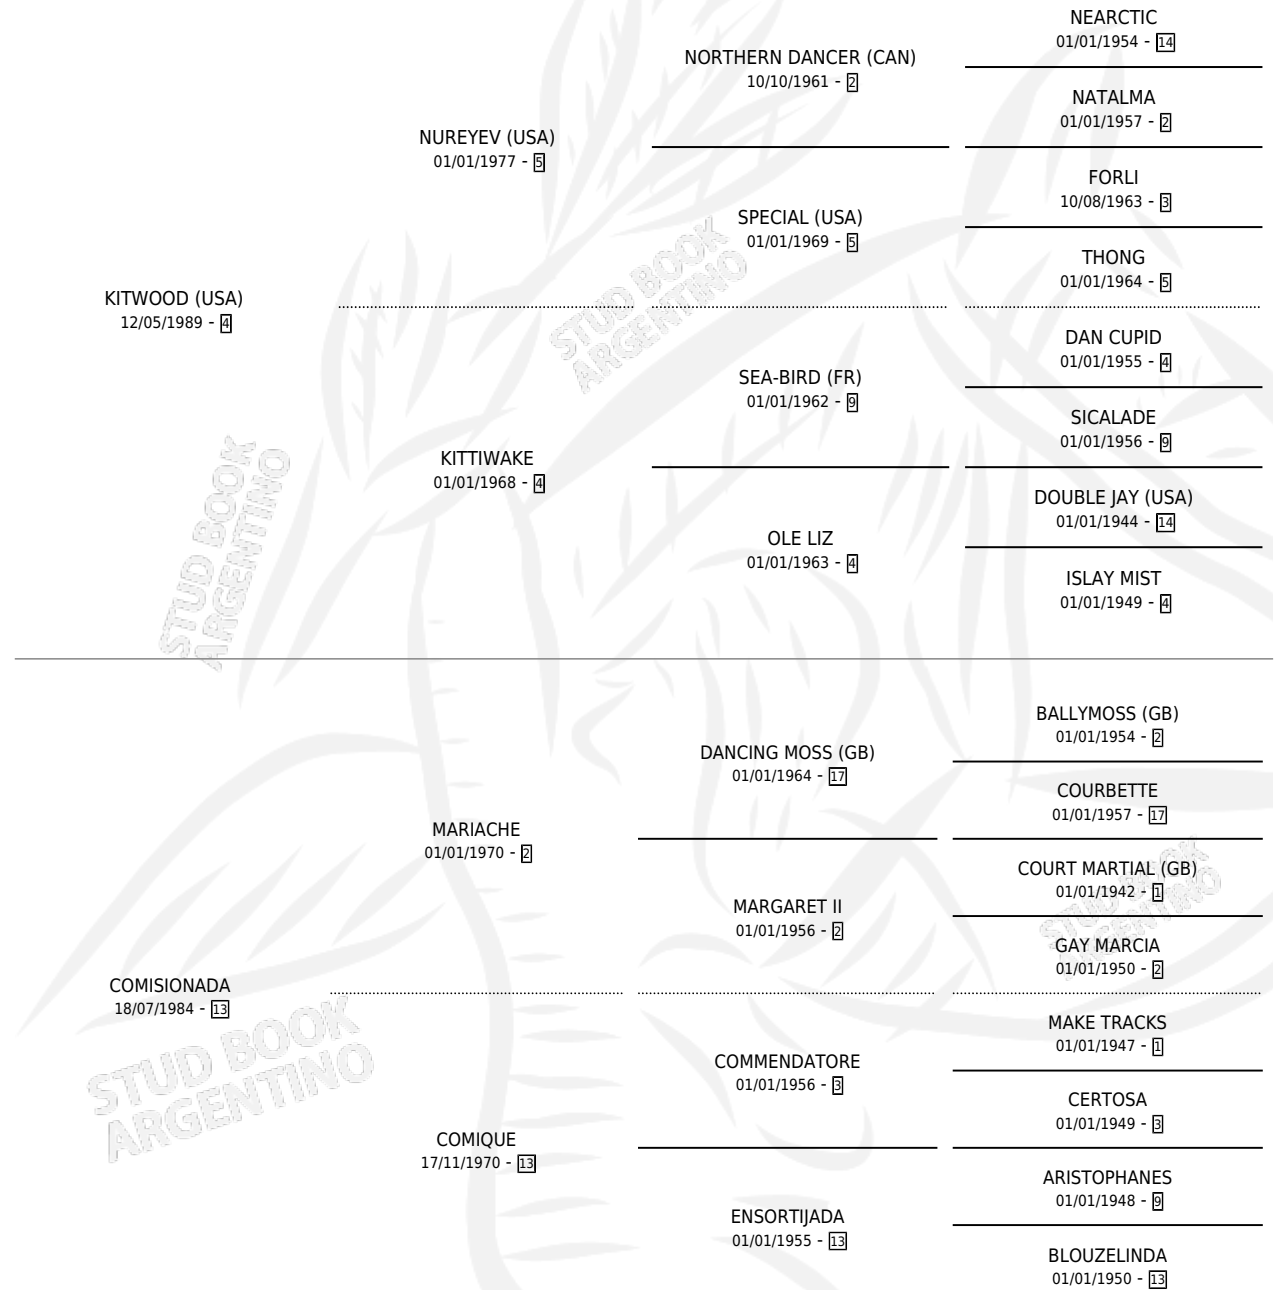 NEARCTIC
01/01/1954 - 14
NORTHERN DANCER (CAN)
10/10/1961 - 2
NATALMA
01/01/1957 - 2
NUREYEV (USA)
01/01/1977 - 5
FORLI
10/08/1963 - 3
SPECIAL (USA)
01/01/1969 - 5
THONG
01/01/1964 - 5
KITWOOD (USA)
12/05/1989 - 4
STUD BOOK
ARGENTINO
DAN CUPID
01/01/1955 - 4
SEA-BIRD (FR)
01/01/1962 - 9
SICALADE
01/01/1956 - 9
KITTIWAKE
01/01/1968 - 4
DOUBLE JAY (USA)
01/01/1944 - 14
OLE LIZ
01/01/1963 - 4
ISLAY MIST
01/01/1949 - 4
STUD BOOK
ARGENTINO
BALLYMOSS (GB)
01/01/1954 - 2
DANCING MOSS (GB)
01/01/1964 - 17
COURBETTE
01/01/1957 - 17
MARIACHE
01/01/1970 - 2
COURT MARTIAL (GB)
01/01/1942 - 1
MARGARET II
01/01/1956 - 2
STUD BOOK
ARGENTINO
GAY MARCIA
01/01/1950 - 2
COMISIONADA
18/07/1984 - 13
MAKE TRACKS
01/01/1947 - 1
STUD BOOK
ARGENTINO
COMMENDATORE
01/01/1956 - 3
CERTOSA
01/01/1949 - 3
COMIQUE
17/11/1970 - 13
ARISTOPHANES
01/01/1948 - 9
ENSORTIJADA
01/01/1955 - 13
BLOUZELINDA
01/01/1950 - 13